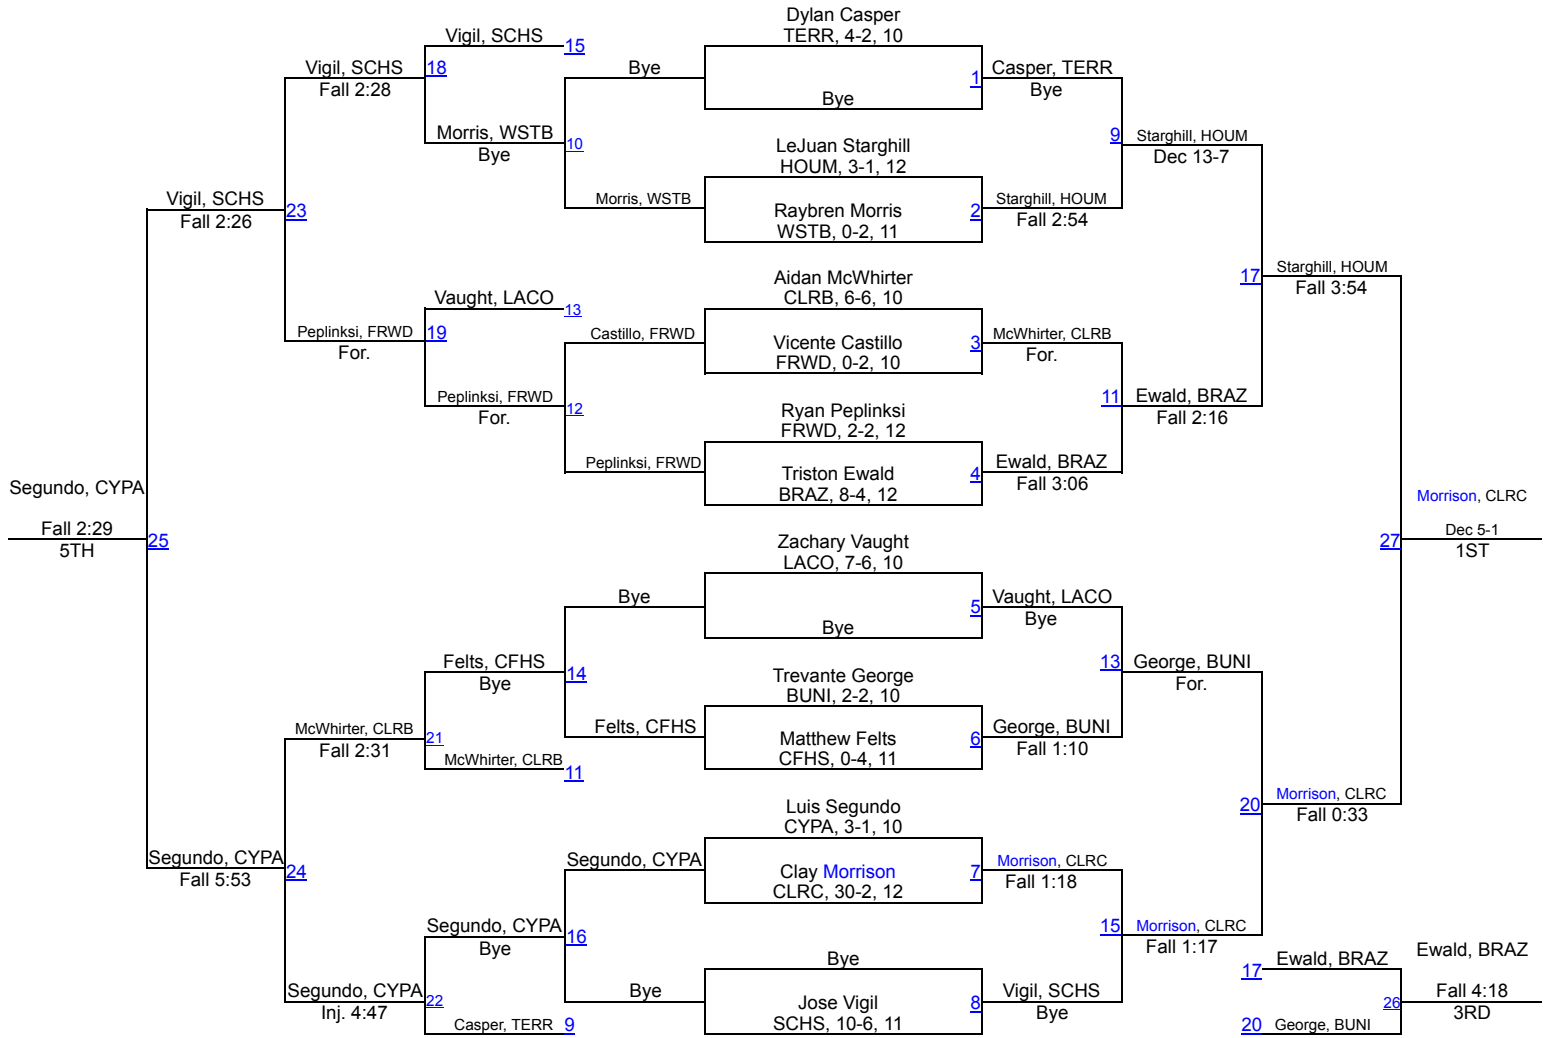 Dylan Casper
TERR, 4-2, 10
Vigil, SCHS
15
Vigil, SCHS
18
Bye
1
Casper, TERR
Fall 2:28
Bye
Bye
Morris, WSTB
10
9
Starghill, HOUM
Bye
LeJuan Starghill
Dec 13-7
HOUM, 3-1, 12
Vigil, SCHS
23
Morris, WSTB
Raybren Morris
2
Starghill, HOUM
Fall 2:26
WSTB, 0-2, 11
Fall 2:54
Aidan McWhirter
17
Starghill, HOUM
Vaught, LACO
13
CLRB, 6-6, 10
Fall 3:54
Peplinksi, FRWD
19
Castillo, FRWD
Vicente Castillo
3
McWhirter, CLRB
For.
FRWD, 0-2, 10
For.
Peplinksi, FRWD
12
Ryan Peplinksi
11
Ewald, BRAZ
For.
FRWD, 2-2, 12
Fall 2:16
Peplinksi, FRWD
Triston Ewald
4
Ewald, BRAZ
Segundo, CYPA
BRAZ, 8-4, 12
Fall 3:06
Morrison, CLRC
Fall 2:29
25
Zachary Vaught
27
Dec 5-1
5TH
LACO, 7-6, 10
1ST
Bye
5
Vaught, LACO
Bye
Bye
Felts, CFHS
14
Trevante George
13
George, BUNI
Bye
BUNI, 2-2, 10
For.
McWhirter, CLRB
21
Felts, CFHS
Matthew Felts
6
George, BUNI
Fall 2:31
McWhirter, CLRB
11
CFHS, 0-4, 11
Fall 1:10
Luis Segundo
20
Morrison, CLRC
CYPA, 3-1, 10
Fall 0:33
Segundo, CYPA
24
Segundo, CYPA
Clay Morrison
7
Morrison, CLRC
Fall 5:53
CLRC, 30-2, 12
Fall 1:18
Segundo, CYPA
16
15
Morrison, CLRC
Bye
Bye
Fall 1:17
17
Ewald, BRAZ
Ewald, BRAZ
Segundo, CYPA
22
Bye
Jose Vigil
8
Vigil, SCHS
26
Fall 4:18
Inj. 4:47
Casper, TERR
9
SCHS, 10-6, 11
Bye
20
George, BUNI
3RD